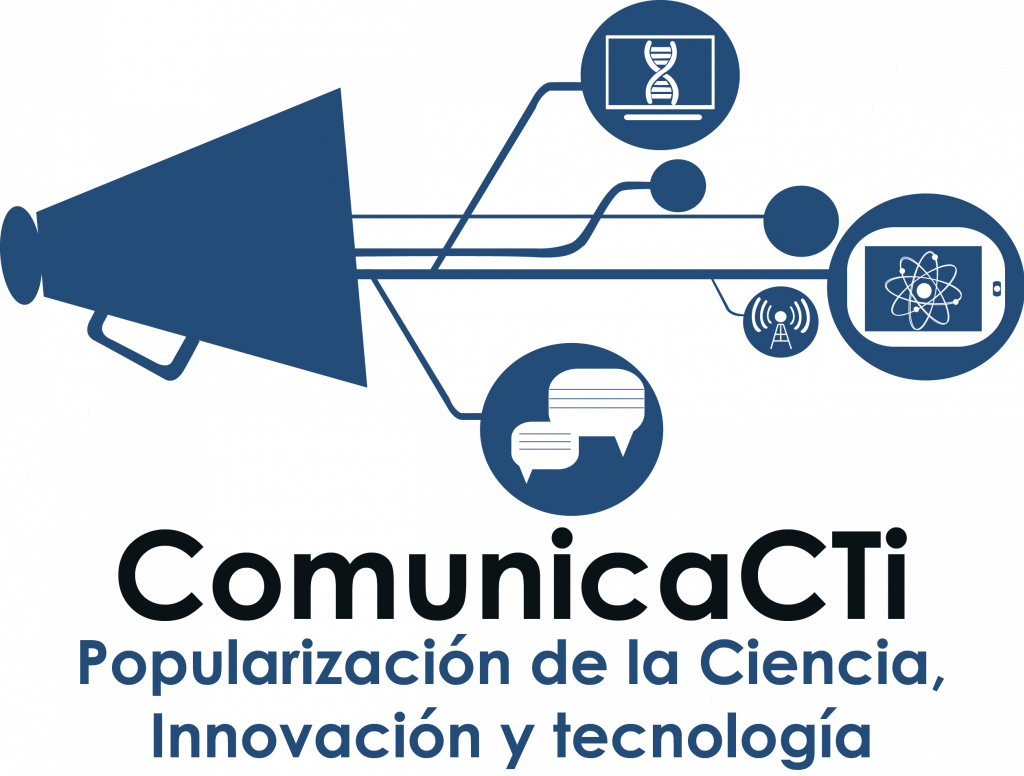 ComunicaCTi
Popularización de la Ciencia,
Innovación y tecnología